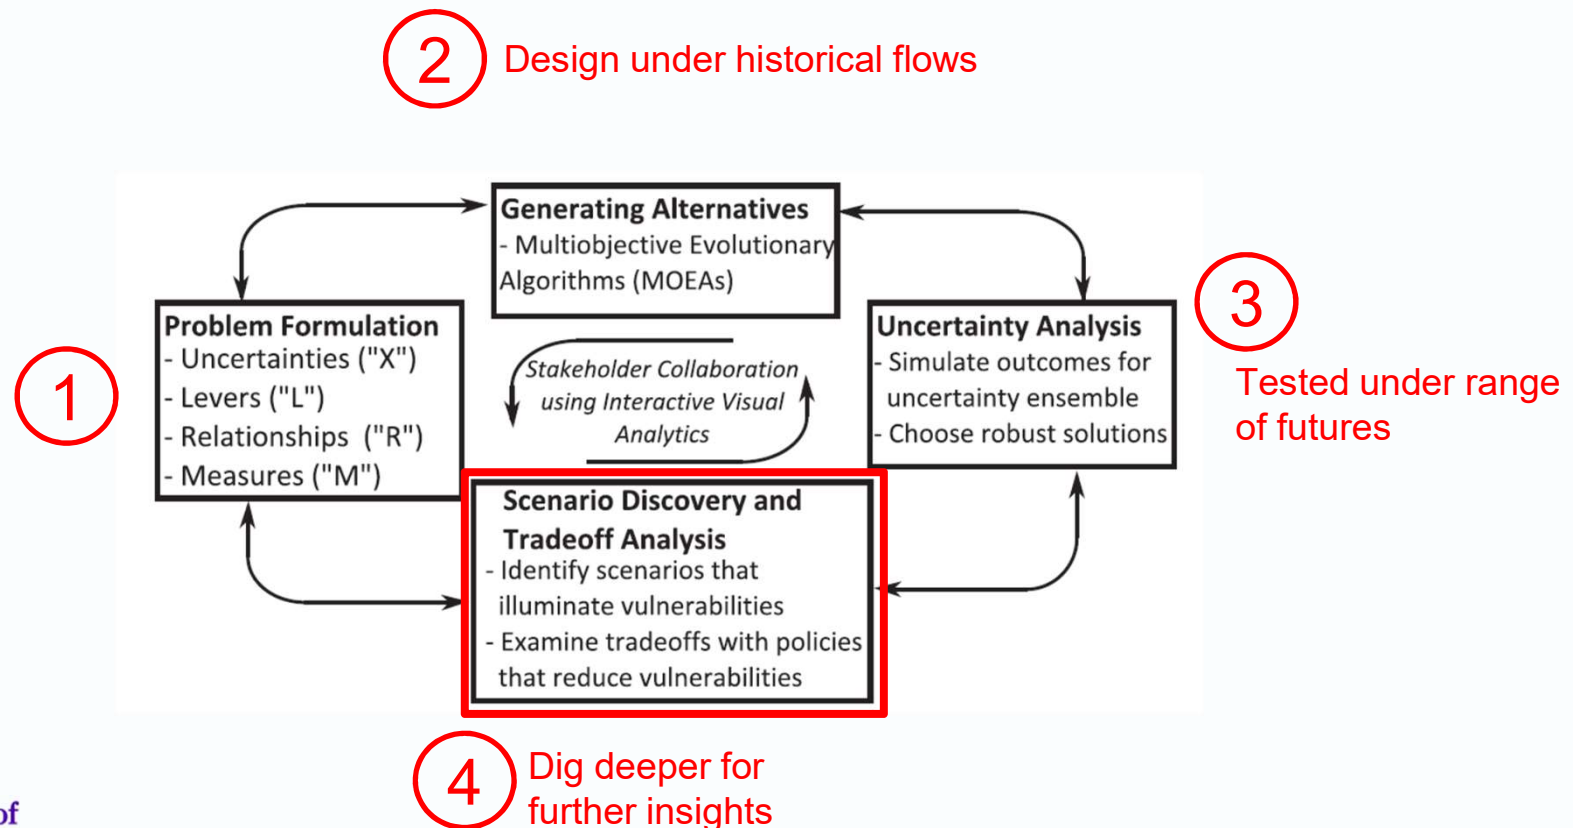 2
Design under historical flows
Generating Alternatives
- Multiobjective Evolutionary
Algorithms (MOEAs)
1
Problem Formulation
- Uncertainties ("X")
- Levers ("L")
- Relationships ("R")
- Measures ("M")
Stakeholder Collaboration
using Interactive Visual
Analytics
Uncertainty Analysis
- Simulate outcomes for
uncertainty ensemble
- Choose robust solutions
3
Tested under range
of futures
Scenario Discovery and
Tradeoff Analysis
- Identify scenarios that
illuminate vulnerabilities
- Examine tradeoffs with policies
that reduce vulnerabilities
4
Dig deeper for
further insights
of